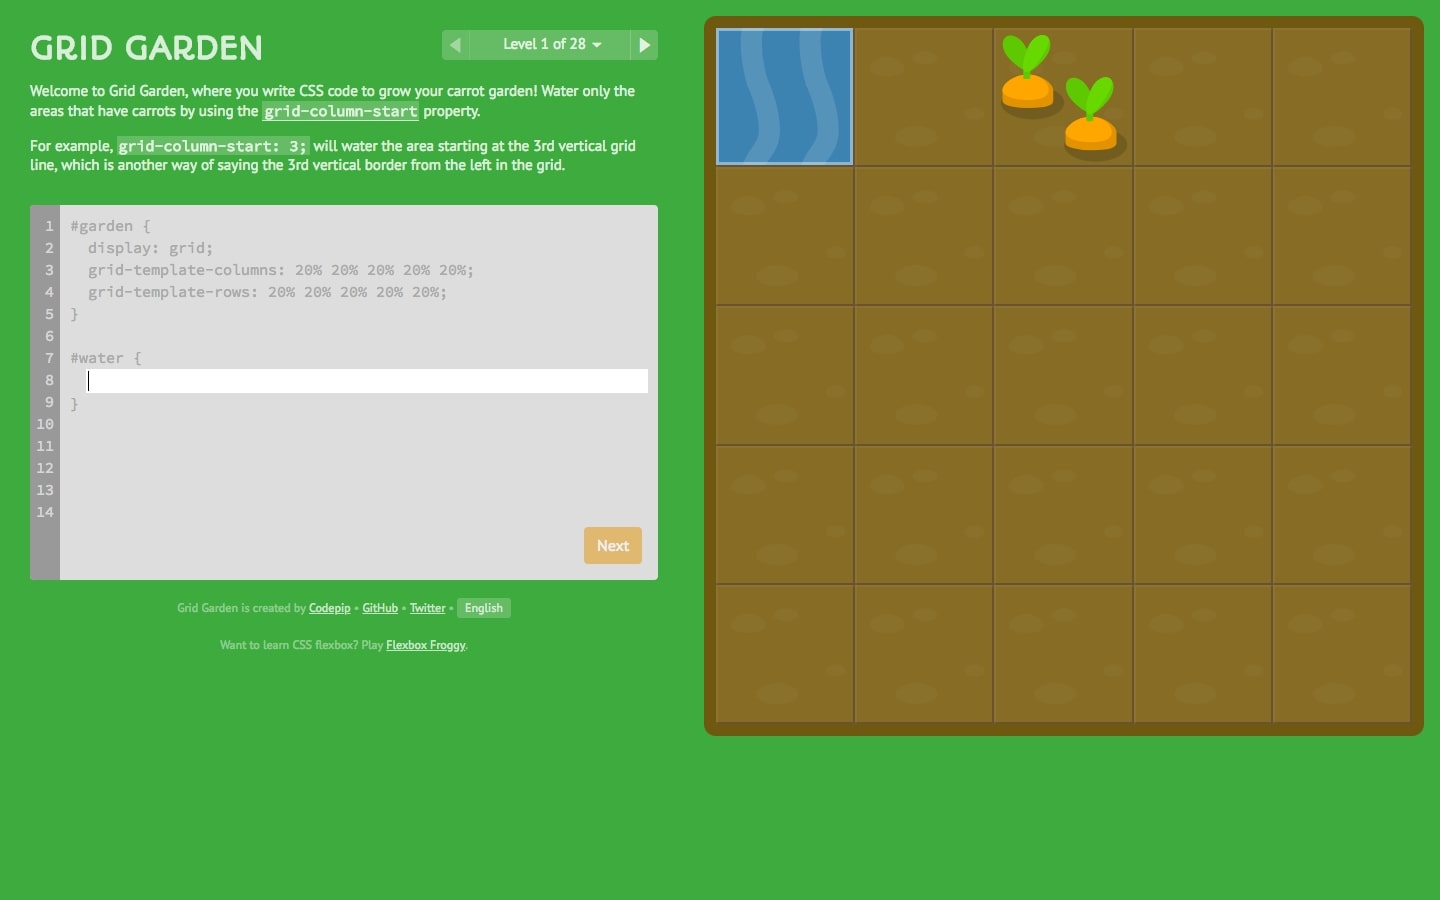 GRID GARDEN
Level 1 of 28
Welcome to Grid Garden, where you write CSS code to grow your carrot garden! Water only the
areas that have carrots by using the grid-column-start property.
For example, grid-column-start: 3; will water the area starting at the 3rd vertical grid
line, which is another way of saying the 3rd vertical border from the left in the grid.
1 #garden {
2 display: grid;
3 grid-template-columns: 20% 20% 20% 20% 20%;
4 grid-template-rows: 20% 20% 20% 20% 20%;
5 }
6
7 #water {
8
9 }
10
11
12
13
14
Next
Grid Garden is created by Codepip • GitHub • Twitter • English
Want to learn CSS flexbox? Play Flexbox Froggy.